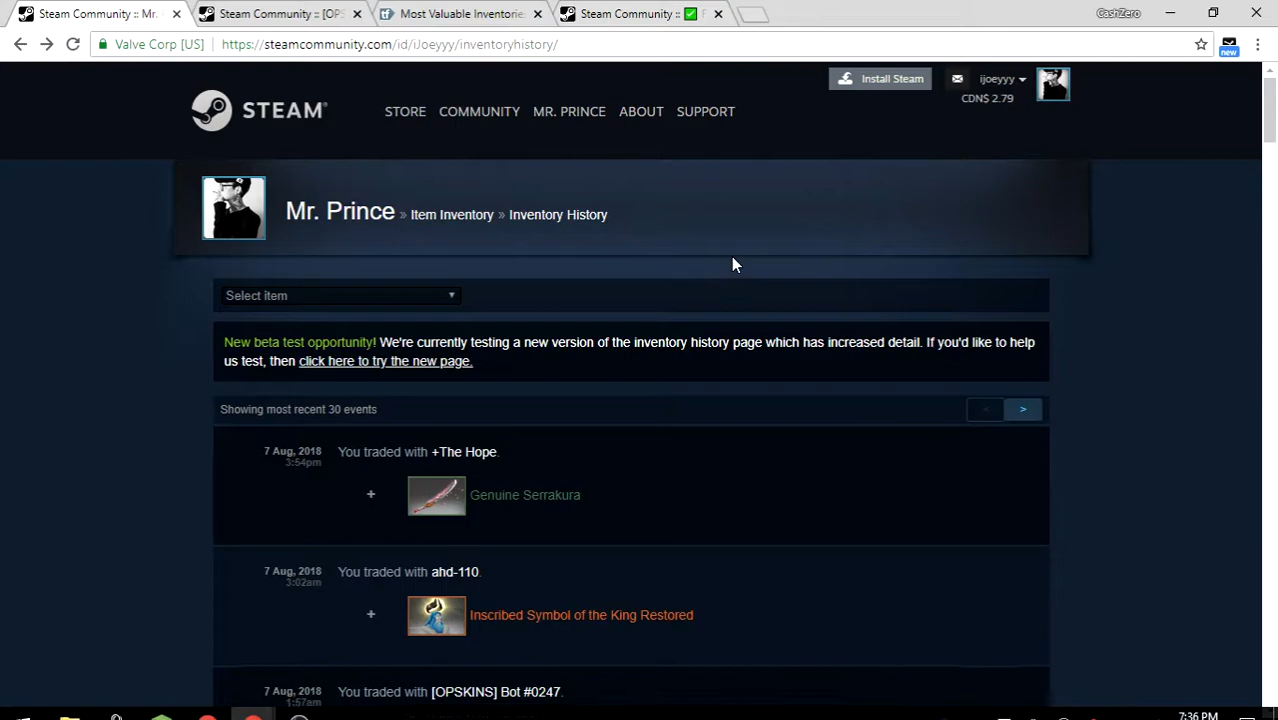 Steam Community :: Mr.
Steam Community :: [OPS
Most Valuable Inventories
Steam Community ::
CashZero
Valve Corp [US]
https://steamcommunity.com/id/iJoeyyy/inventoryhistory/
new
Install Steam
ijoeyyy
CDN$ 2.79
STEAM®
STORE COMMUNITY MR. PRINCE ABOUT SUPPORT
Mr. Prince » Item Inventory » Inventory History
Select item
New beta test opportunity! We're currently testing a new version of the inventory history page which has increased detail. If you'd like to help
us test, then click here to try the new page.
Showing most recent 30 events
< >
7 Aug, 2018
3:54pm
You traded with +The Hope.
+ Genuine Serrakura
7 Aug, 2018
3:02am
You traded with ahd-110.
+ Inscribed Symbol of the King Restored
7 Aug, 2018
1:57am
You traded with [OPSKINS] Bot #0247.
7:36 PM